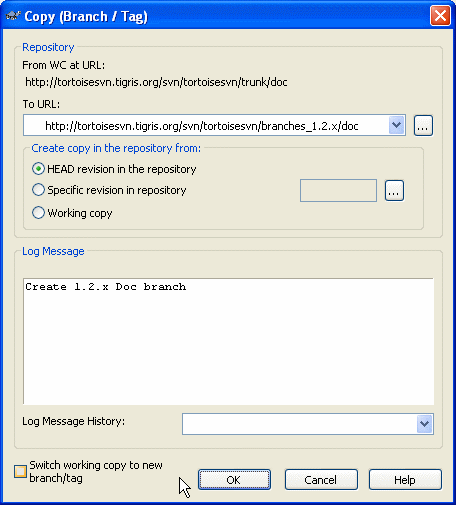 Copy (Branch / Tag)
Repository
From WC at URL:
http://tortoisesvn.tigris.org/svn/tortoisesvn/trunk/doc
To URL:
http://tortoisesvn.tigris.org/svn/tortoisesvn/branches_1.2.x/doc
...
Create copy in the repository from:
HEAD revision in the repository
Specific revision in repository
...
Working copy
Log Message
Create 1.2.x Doc branch
Log Message History:
Switch working copy to new
branch/tag
OK
Cancel
Help